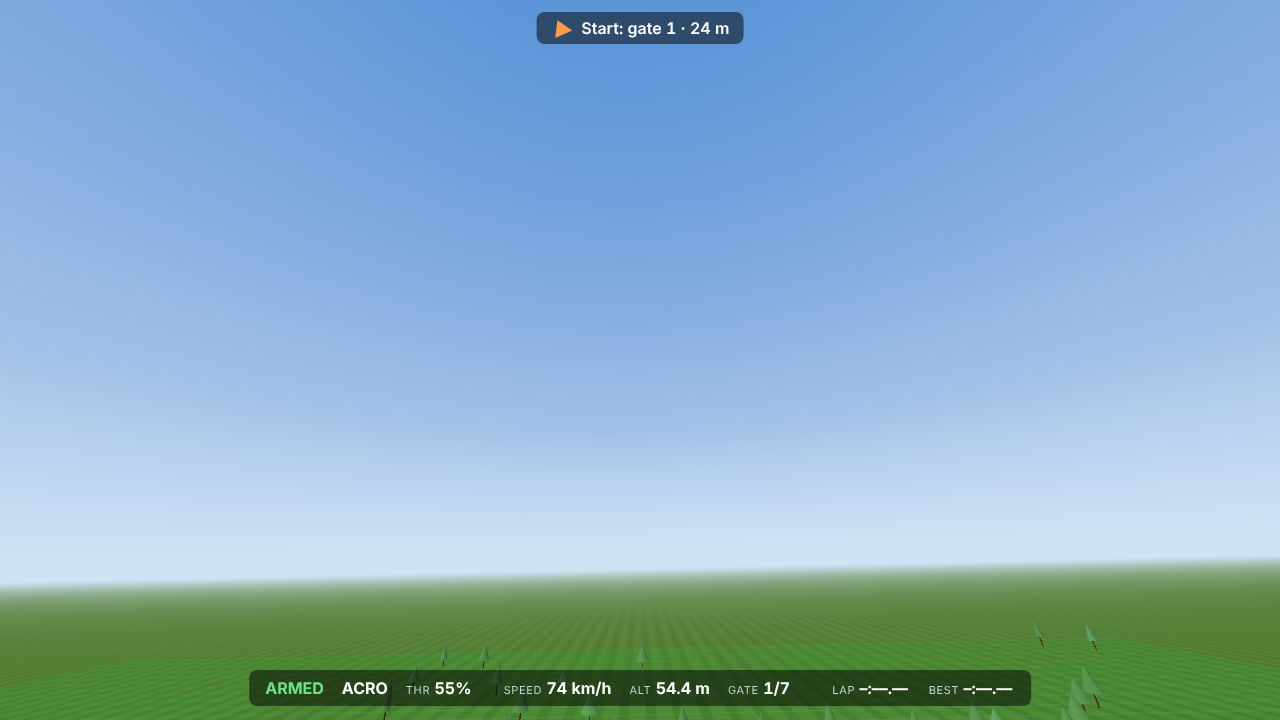 Start: gate 1 · 24 m
ARMED ACRO THR 55% SPEED 74 km/h ALT 54.4 m GATE 1/7 LAP –:––.–– BEST –:––.––